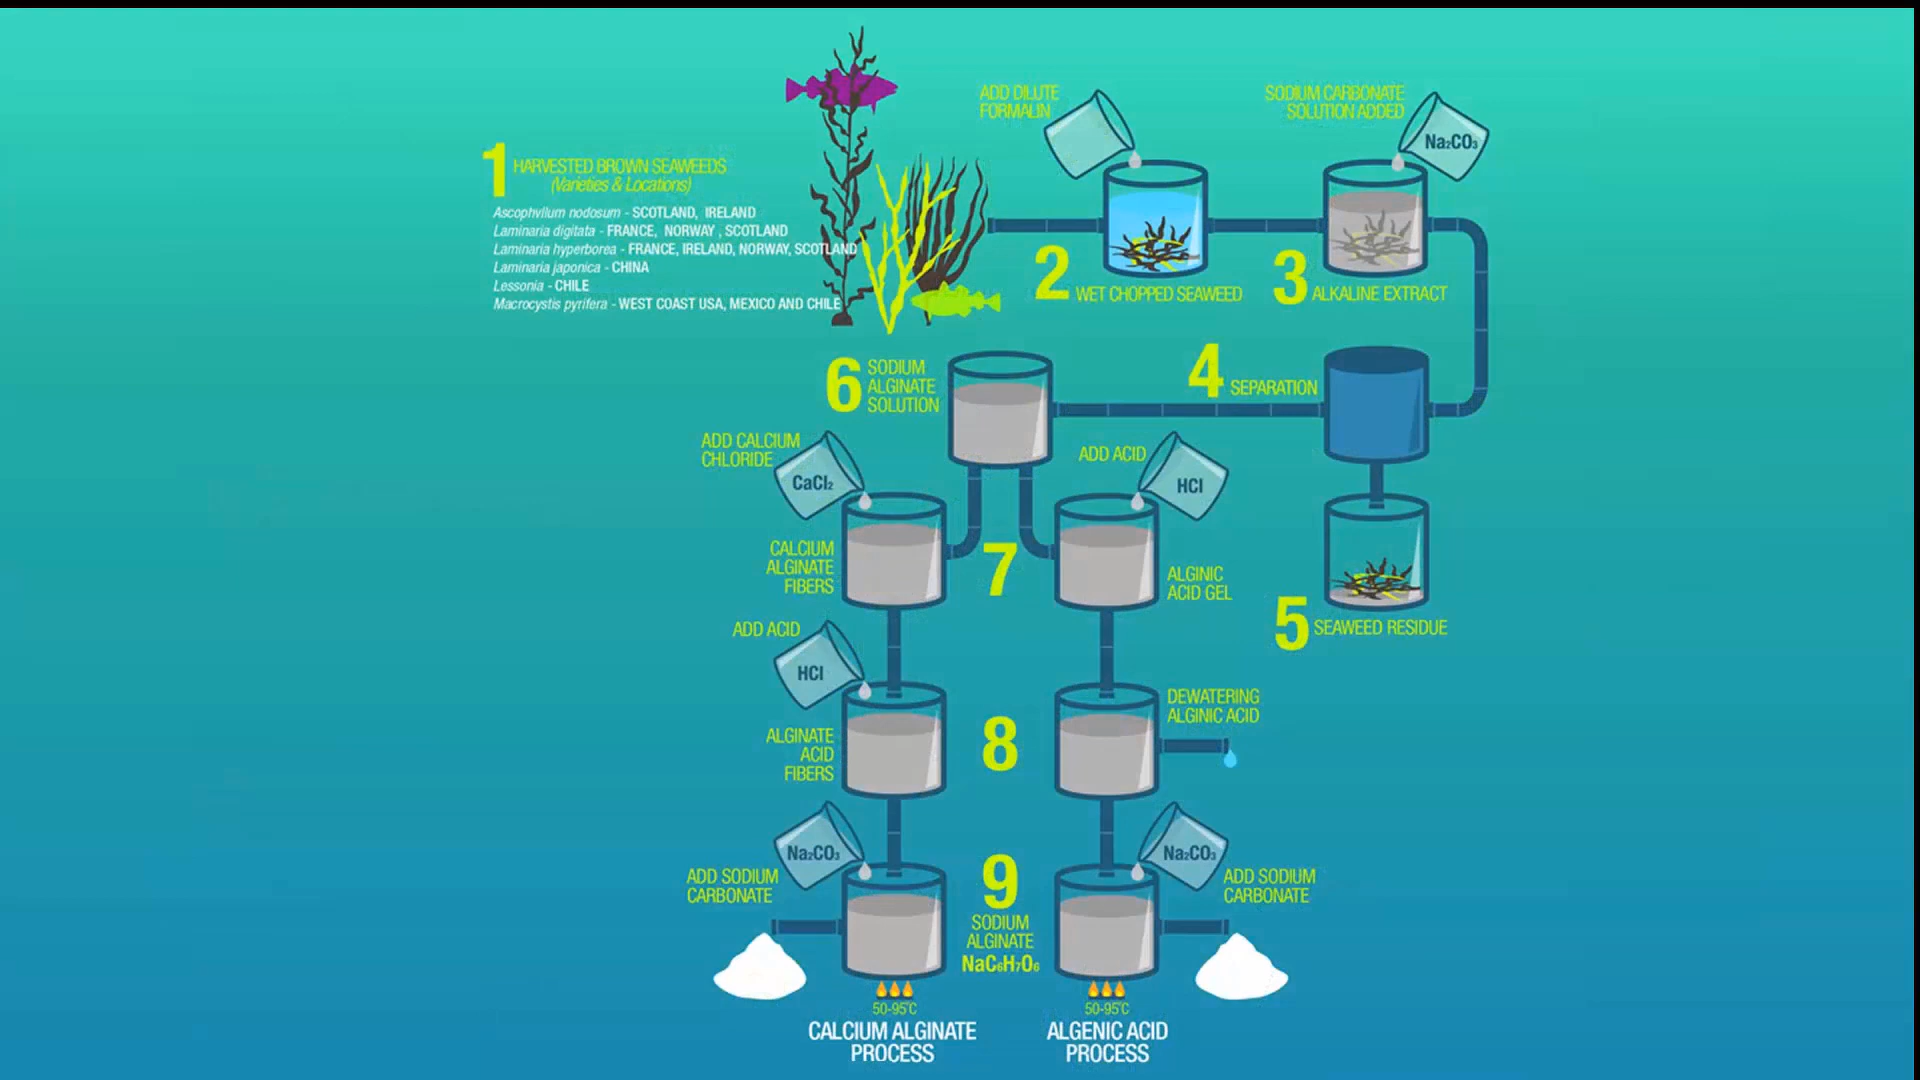 1 HARVESTED BROWN SEAWEEDS
(Varieties & Locations)
Ascophvllum nodosum - SCOTLAND, IRELAND
Laminaria digitata - FRANCE, NORWAY , SCOTLAND
Laminaria hyperborea - FRANCE, IRELAND, NORWAY, SCOTLAND
Laminaria japonica - CHINA
Lessonia - CHILE
Macrocystis pyrifera - WEST COAST USA, MEXICO AND CHILE
ADD DILUTE
FORMALIN
2 WET CHOPPED SEAWEED
SODIUM CARBONATE
SOLUTION ADDED
Na₂CO₃
3 ALKALINE EXTRACT
4 SEPARATION
5 SEAWEED RESIDUE
6 SODIUM
ALGINATE
SOLUTION
7
ADD CALCIUM
CHLORIDE
CaCl₂
CALCIUM
ALGINATE
FIBERS
ADD ACID
HCl
ALGINIC
ACID GEL
8
ADD ACID
HCl
ALGINATE
ACID
FIBERS
DEWATERING
ALGINIC ACID
9
SODIUM
ALGINATE
NaC₆H₇O₆
Na₂CO₃
ADD SODIUM
CARBONATE
Na₂CO₃
ADD SODIUM
CARBONATE
50-95°C
CALCIUM ALGINATE
PROCESS
50-95°C
ALGENIC ACID
PROCESS